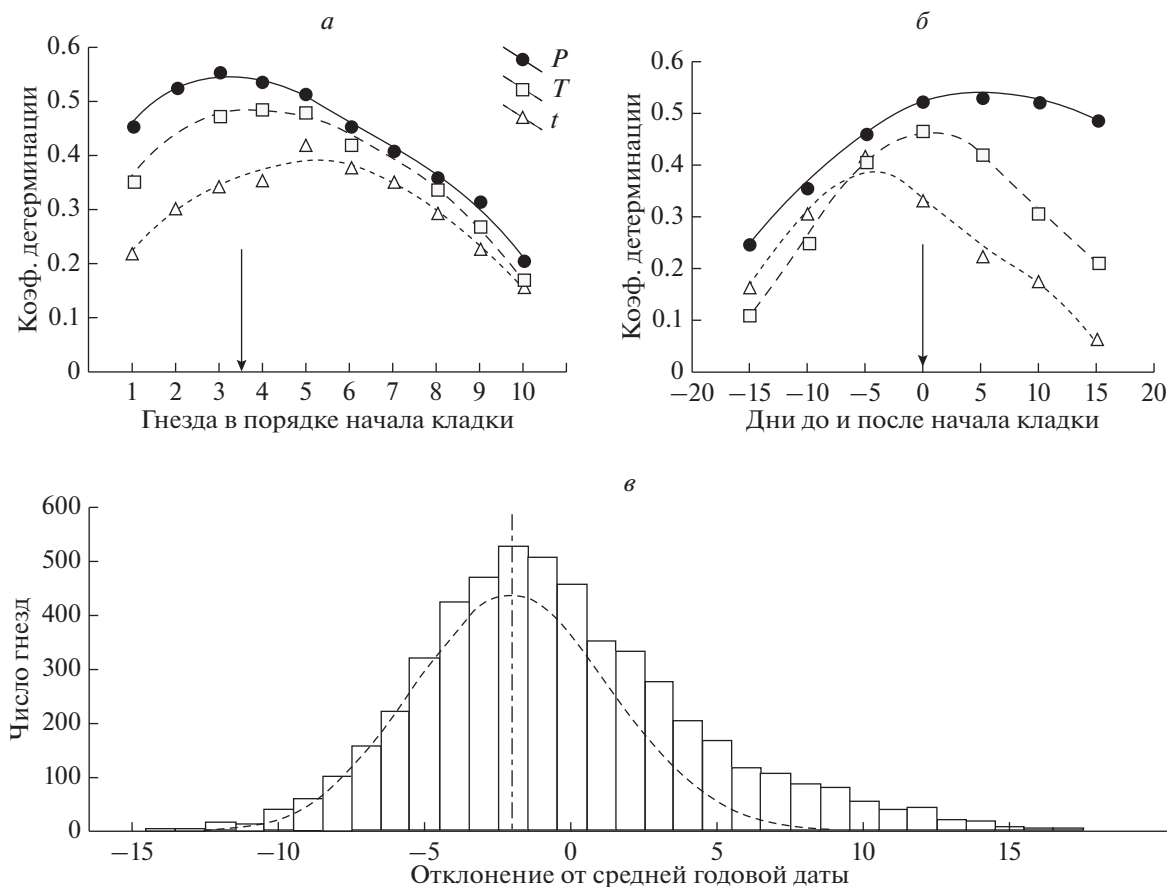 а
0.6
0.5
0.4
0.3
0.2
0.1
0
Коэф. детерминации
P
T
t
1 2 3 4 5 6 7 8 9 10
Гнезда в порядке начала кладки
б
0.6
0.5
0.4
0.3
0.2
0.1
0
Коэф. детерминации
−20 −15 −10 −5 0 5 10 15 20
Дни до и после начала кладки
в
600
500
400
300
200
100
0
Число гнезд
−15 −10 −5 0 5 10 15
Отклонение от средней годовой даты